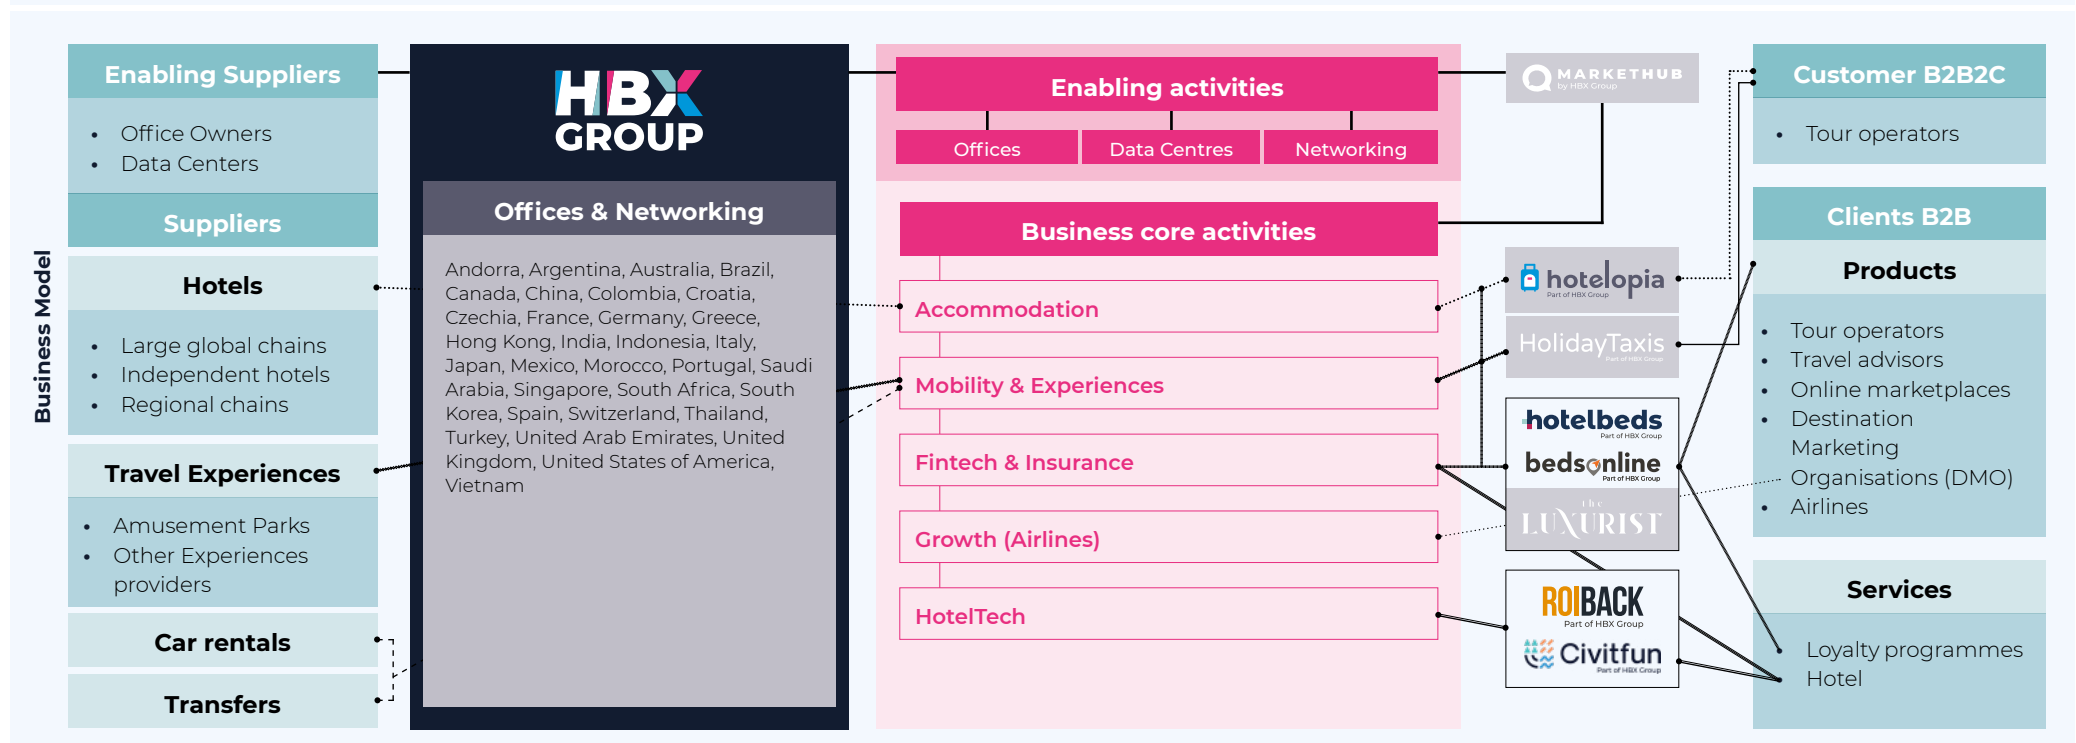 Business Model
Enabling Suppliers
• Office Owners
• Data Centers
Suppliers
Hotels
• Large global chains
• Independent hotels
• Regional chains
Travel Experiences
• Amusement Parks
• Other Experiences
providers
Car rentals
Transfers
HBX
GROUP
Offices & Networking
Andorra, Argentina, Australia, Brazil,
Canada, China, Colombia, Croatia,
Czechia, France, Germany, Greece,
Hong Kong, India, Indonesia, Italy,
Japan, Mexico, Morocco, Portugal, Saudi
Arabia, Singapore, South Africa, South
Korea, Spain, Switzerland, Thailand,
Turkey, United Arab Emirates, United
Kingdom, United States of America,
Vietnam
Enabling activities
Offices
Data Centres
Networking
Business core activities
Accommodation
Mobility & Experiences
Fintech & Insurance
Growth (Airlines)
HotelTech
MARKETHUB
by HBX Group
hotelopia
Part of HBX Group
HolidayTaxis
Part of HBX Group
hotelbeds
Part of HBX Group
bedsonline
Part of HBX Group
THE
LUXURIST
ROIBACK
Part of HBX Group
Civitfun
Part of HBX Group
Customer B2B2C
• Tour operators
Clients B2B
Products
• Tour operators
• Travel advisors
• Online marketplaces
• Destination
Marketing
Organisations (DMO)
• Airlines
Services
Loyalty programmes
Hotel